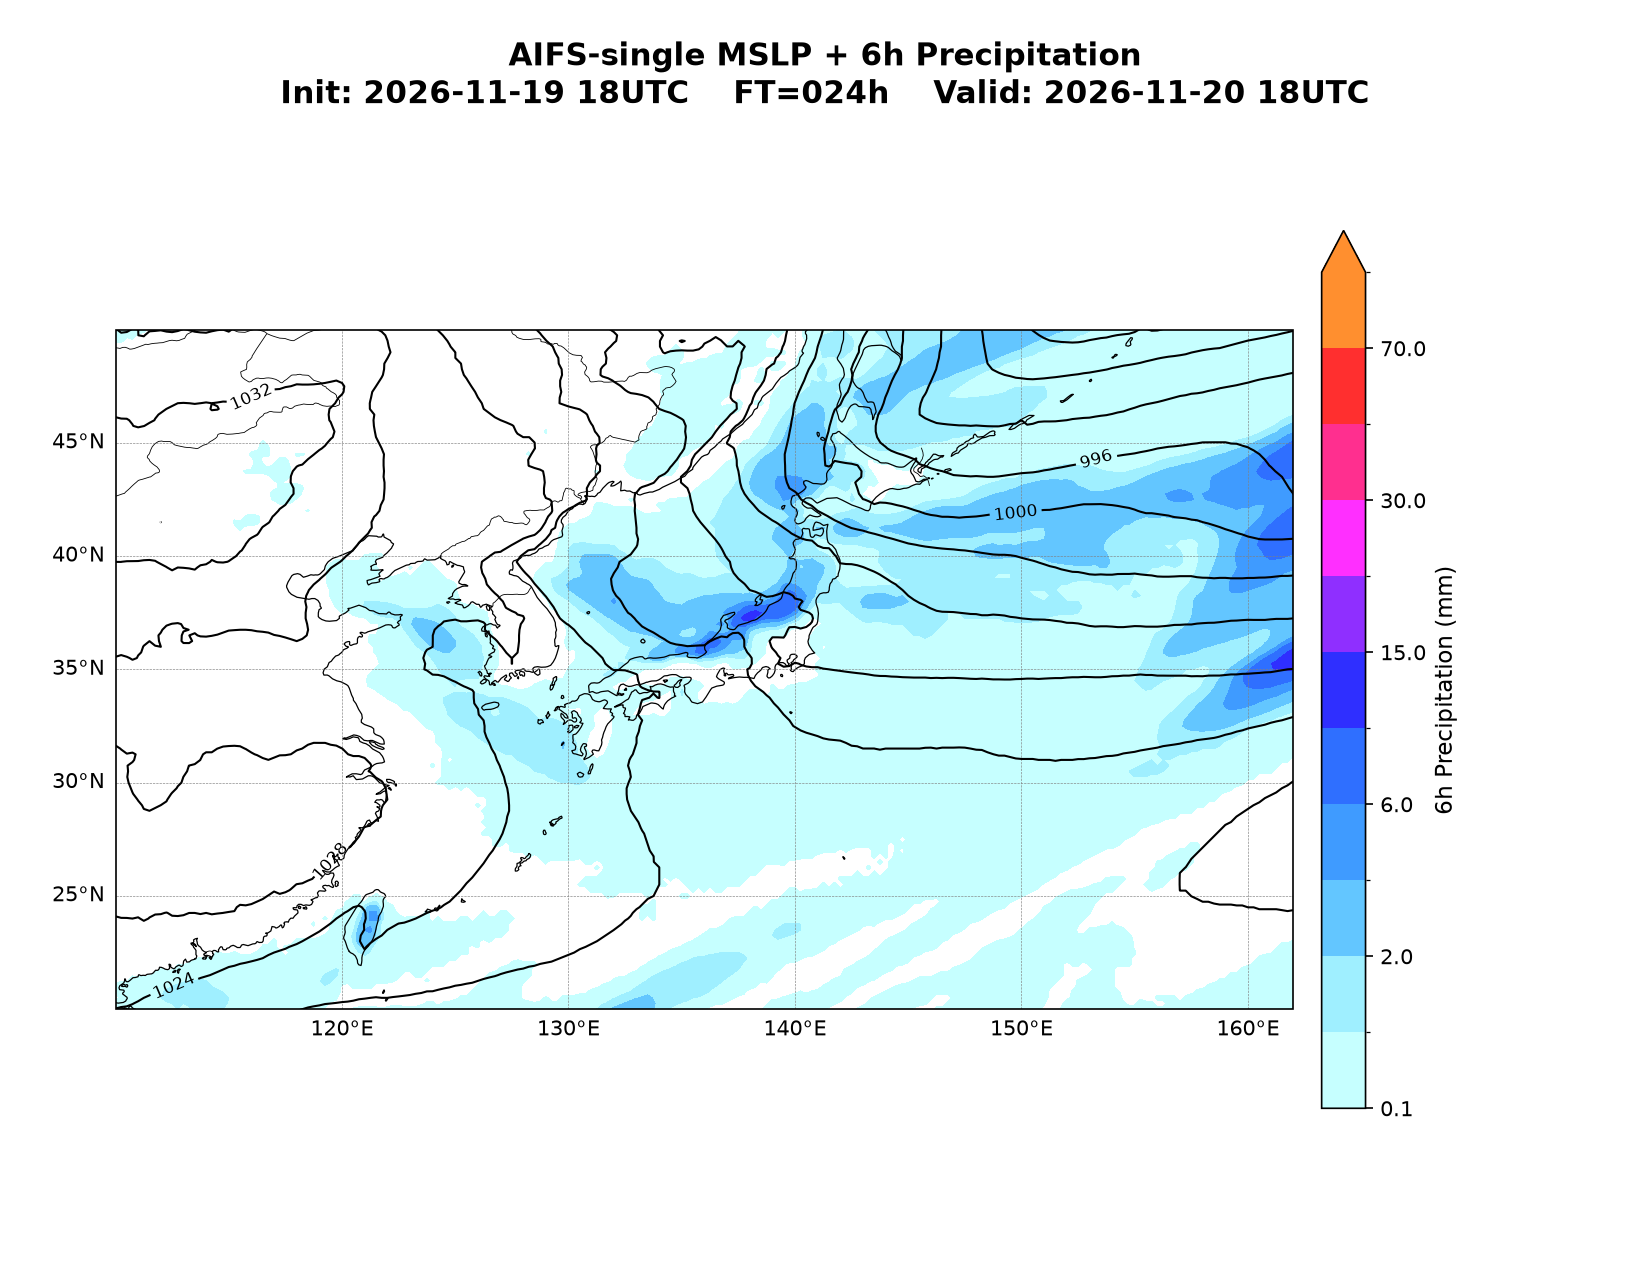 AIFS-single MSLP + 6h Precipitation
Init: 2026-11-19 18UTC    FT=024h    Valid: 2026-11-20 18UTC
70.0
30.0
15.0
6.0
2.0
0.1
6h Precipitation (mm)
45°N
40°N
35°N
30°N
25°N
120°E
130°E
140°E
150°E
160°E
1032
996
1000
1028
1024